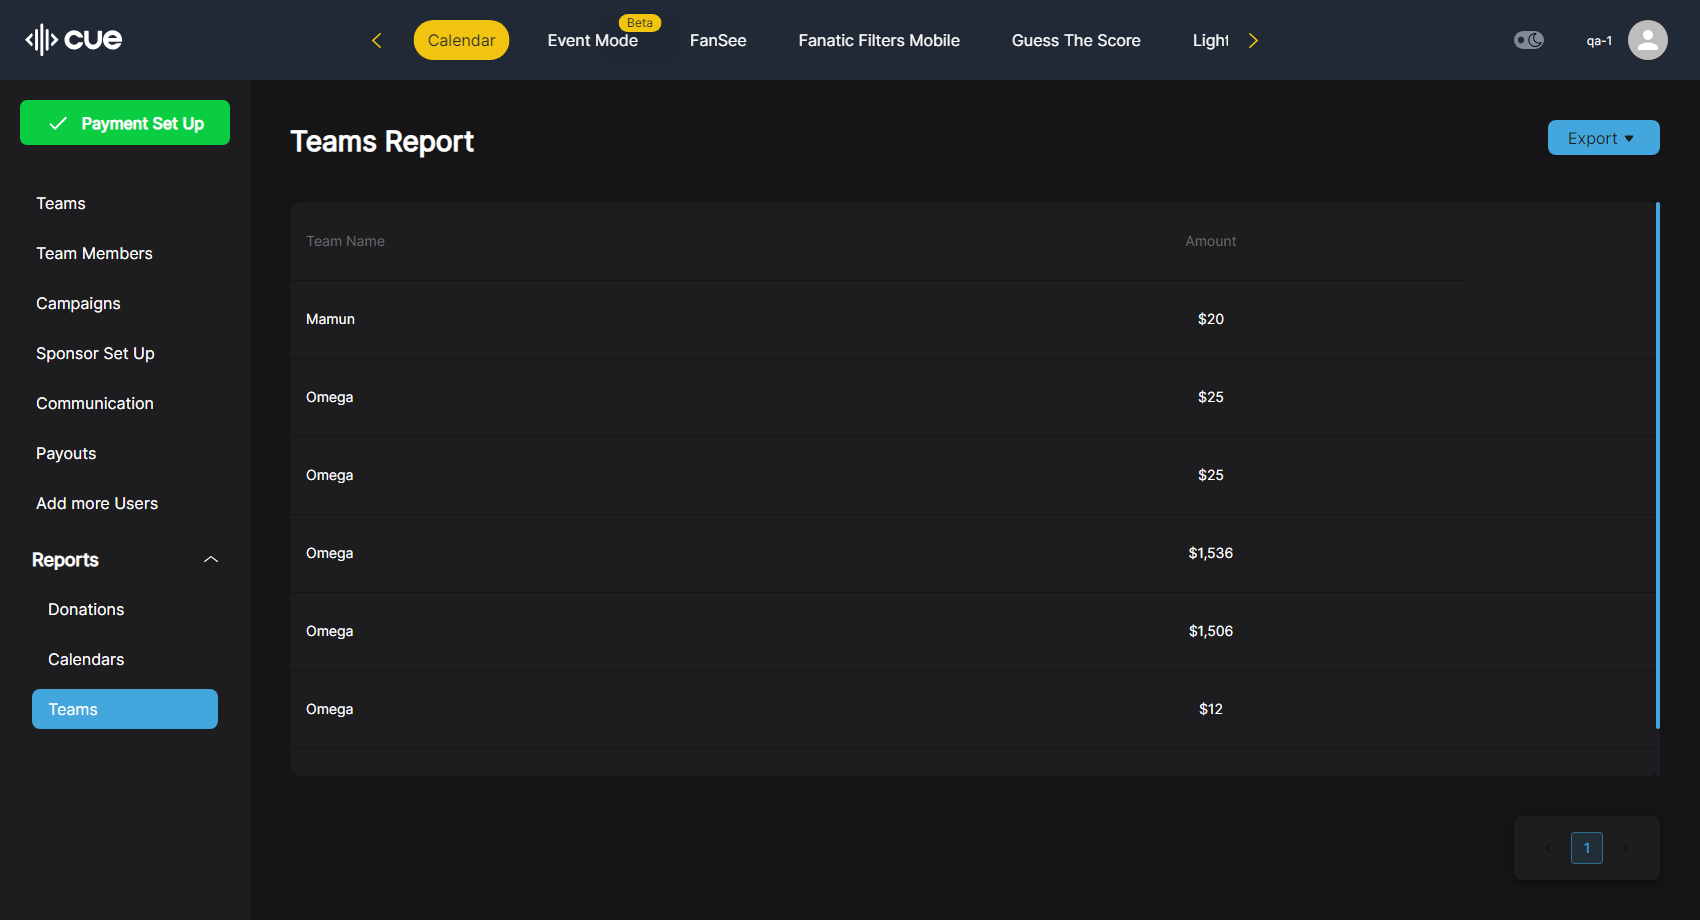 cue
Calendar
Event Mode
Beta
FanSee
Fanatic Filters Mobile
Guess The Score
Light
qa-1
Payment Set Up
Teams
Team Members
Campaigns
Sponsor Set Up
Communication
Payouts
Add more Users
Reports
Donations
Calendars
Teams
Teams Report
Export
Team Name Amount
Mamun $20
Omega $25
Omega $25
Omega $1,536
Omega $1,506
Omega $12
1